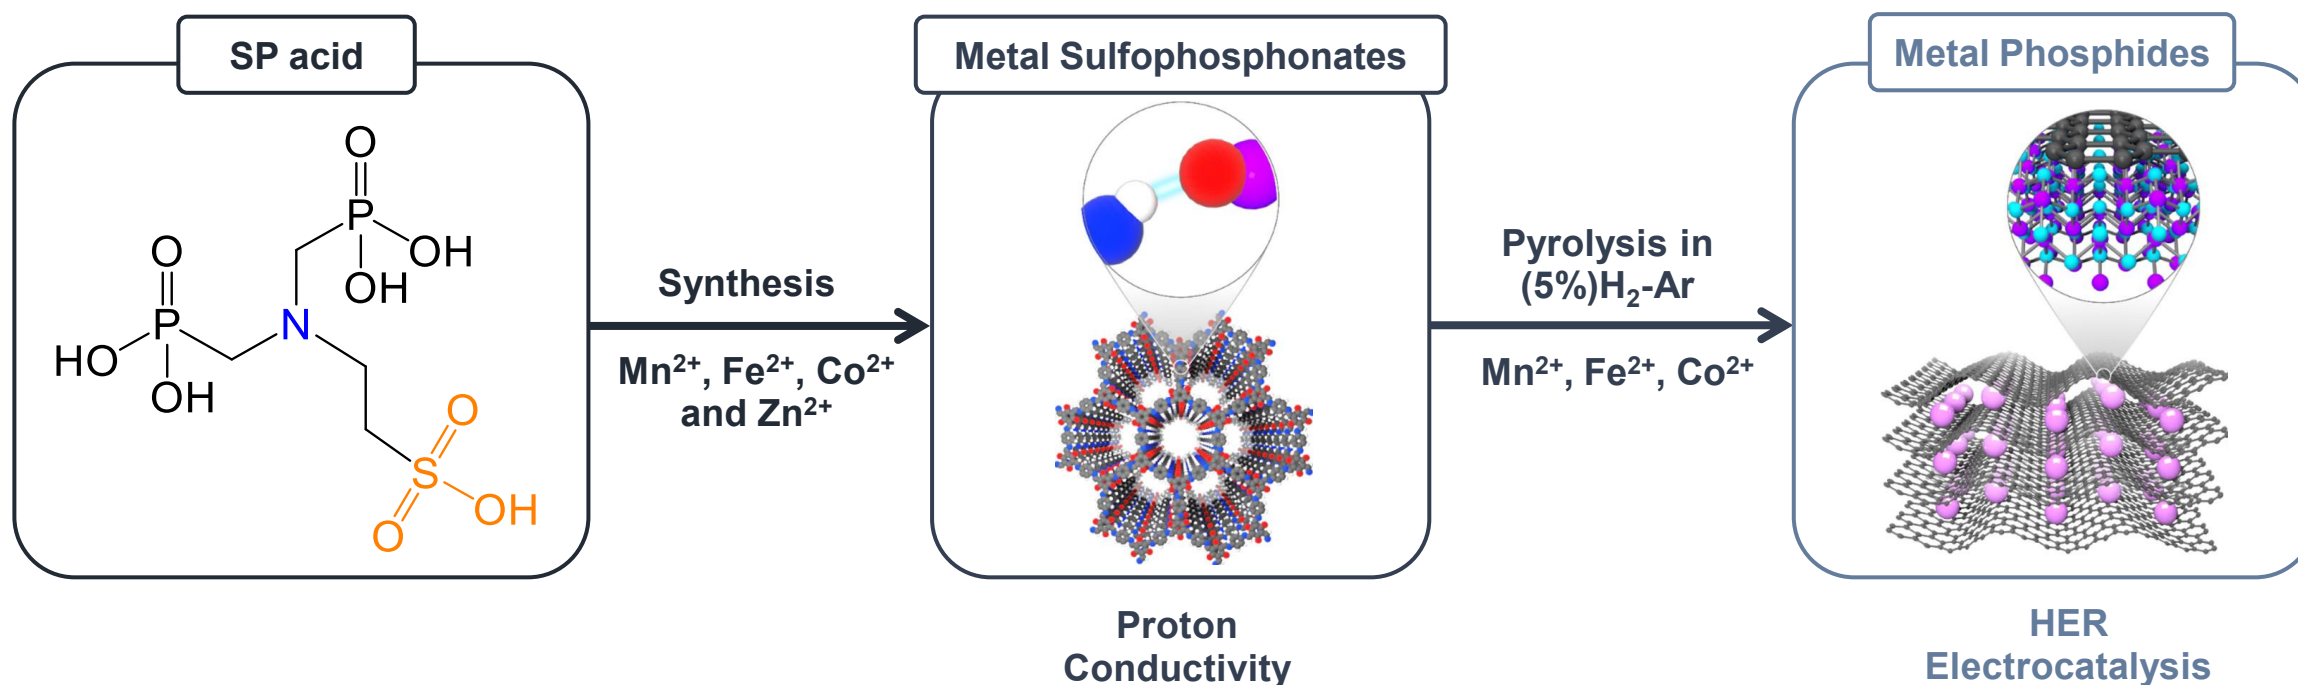 SP acid
O
P
OH
OH
O
P
HO
OH
N
O
S
OH
O
Synthesis
Mn²⁺, Fe²⁺, Co²⁺
and Zn²⁺
Metal Sulfophosphonates
Proton
Conductivity
Pyrolysis in
(5%)H₂-Ar
Mn²⁺, Fe²⁺, Co²⁺
Metal Phosphides
HER
Electrocatalysis